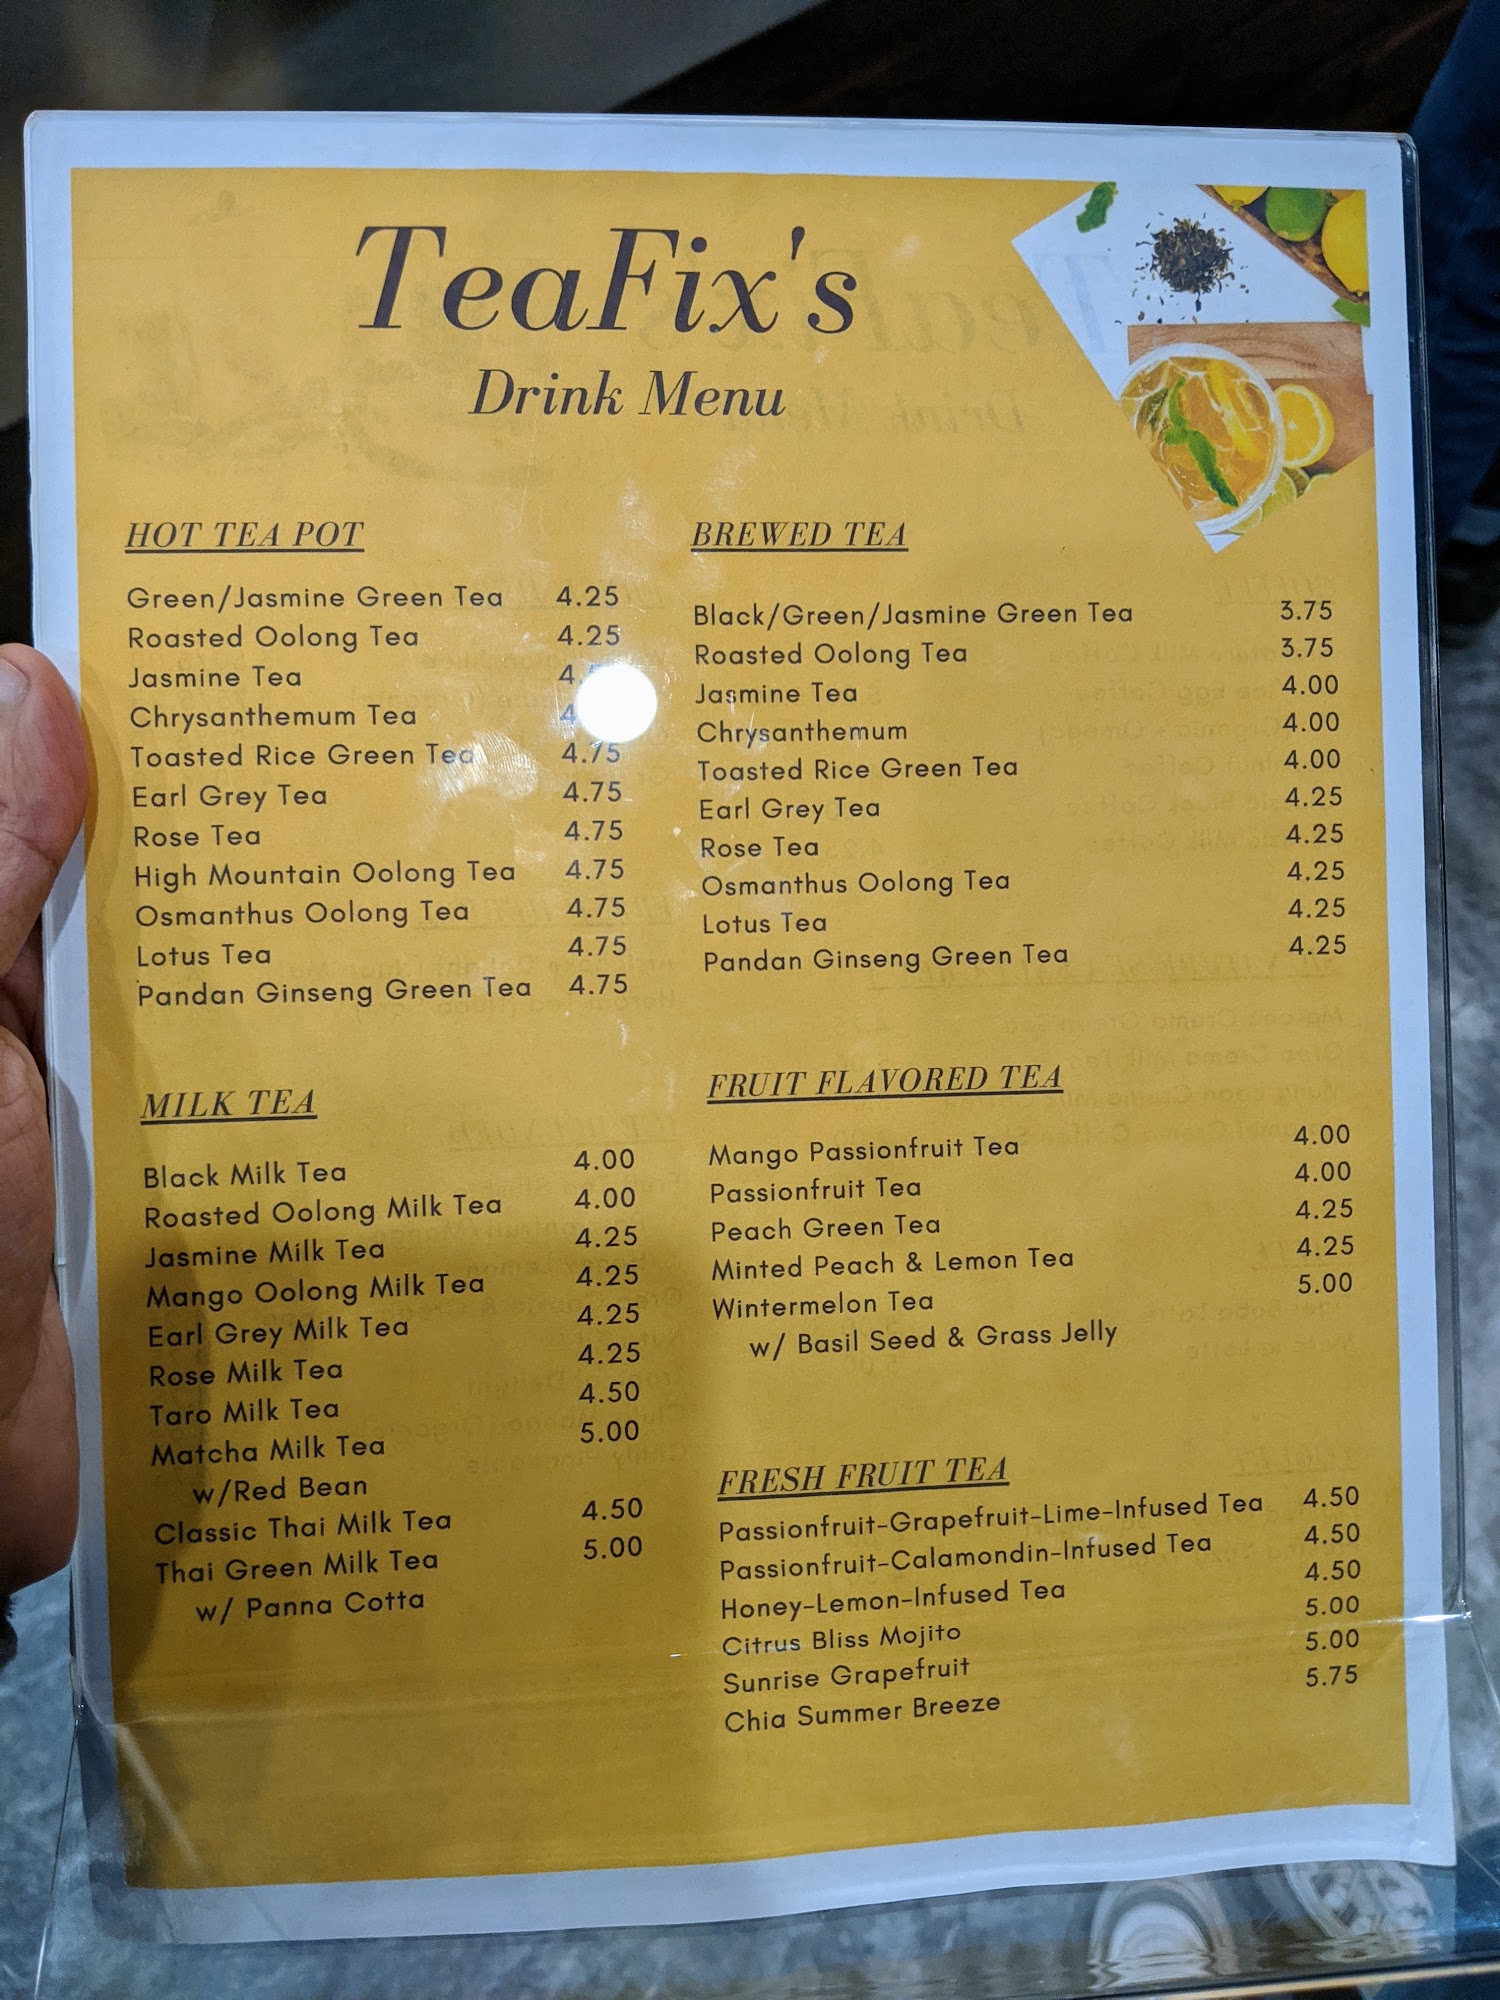 TeaFix's
Drink Menu
HOT TEA POT
Green/Jasmine Green Tea 4.25
Roasted Oolong Tea 4.25
Jasmine Tea
Chrysanthemum Tea
Toasted Rice Green Tea 4.75
Earl Grey Tea 4.75
Rose Tea 4.75
High Mountain Oolong Tea 4.75
Osmanthus Oolong Tea 4.75
Lotus Tea 4.75
Pandan Ginseng Green Tea 4.75
MILK TEA
Black Milk Tea 4.00
Roasted Oolong Milk Tea 4.00
Jasmine Milk Tea 4.25
Mango Oolong Milk Tea 4.25
Earl Grey Milk Tea 4.25
Rose Milk Tea 4.25
Taro Milk Tea 4.50
Matcha Milk Tea 5.00
w/Red Bean
Classic Thai Milk Tea 4.50
Thai Green Milk Tea 5.00
w/ Panna Cotta
BREWED TEA
Black/Green/Jasmine Green Tea 3.75
Roasted Oolong Tea 3.75
Jasmine Tea 4.00
Chrysanthemum 4.00
Toasted Rice Green Tea 4.00
Earl Grey Tea 4.25
Rose Tea 4.25
Osmanthus Oolong Tea 4.25
Lotus Tea 4.25
Pandan Ginseng Green Tea 4.25
FRUIT FLAVORED TEA
Mango Passionfruit Tea 4.00
Passionfruit Tea 4.00
Peach Green Tea 4.25
Minted Peach & Lemon Tea 4.25
Wintermelon Tea 5.00
w/ Basil Seed & Grass Jelly
FRESH FRUIT TEA
Passionfruit-Grapefruit-Lime-Infused Tea 4.50
Passionfruit-Calamondin-Infused Tea 4.50
Honey-Lemon-Infused Tea 4.50
Citrus Bliss Mojito 5.00
Sunrise Grapefruit 5.00
Chia Summer Breeze 5.75